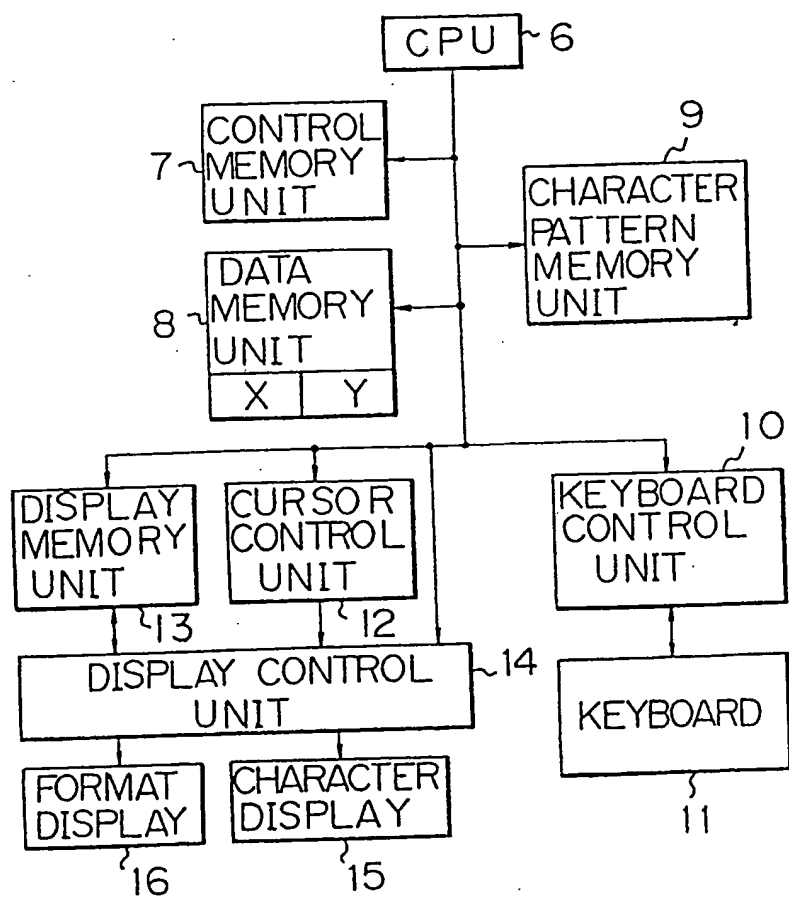 CPU
6
CONTROL
MEMORY
UNIT
7
9
CHARACTER
PATTERN
MEMORY
UNIT
DATA
MEMORY
UNIT
X
Y
8
10
DISPLAY
MEMORY
UNIT
13
CURSOR
CONTROL
UNIT
12
KEYBOARD
CONTROL
UNIT
DISPLAY CONTROL
UNIT
14
KEYBOARD
11
FORMAT
DISPLAY
16
CHARACTER
DISPLAY
15